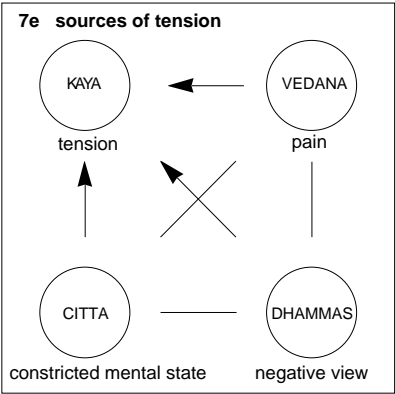 7e sources of tension
KAYA
VEDANA
tension
pain
CITTA
DHAMMAS
constricted mental state
negative view